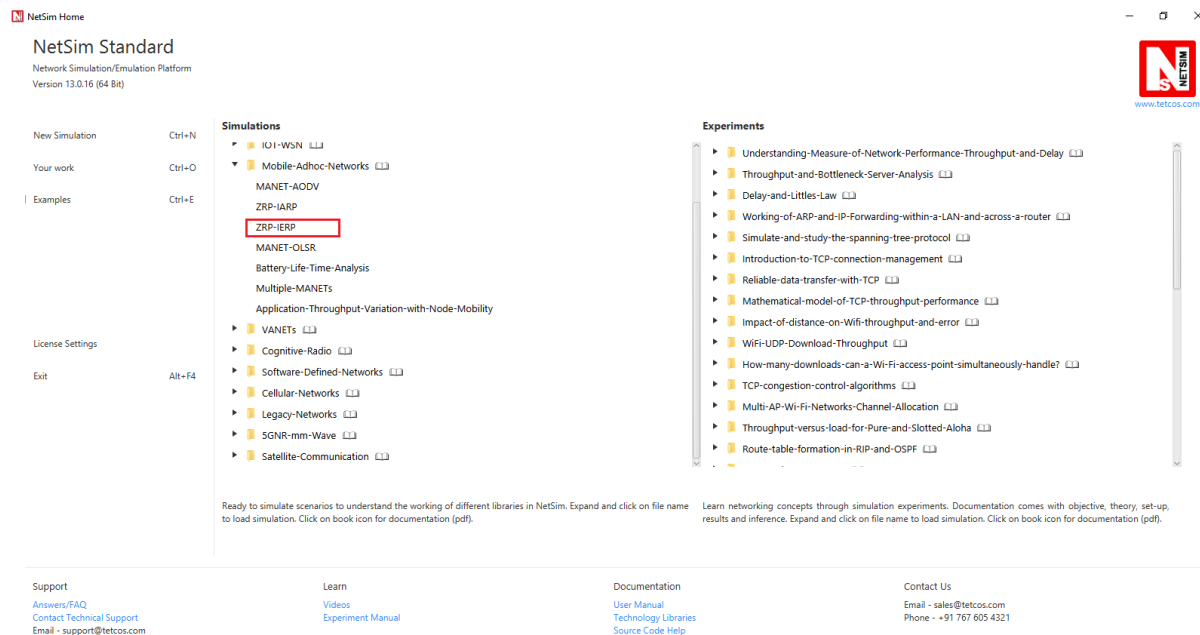 NetSim Home
NetSim Standard
Network Simulation/Emulation Platform
Version 13.0.16 (64 Bit)
NETSIM
www.tetcos.com
New Simulation Ctrl+N
Your work Ctrl+O
Examples Ctrl+E
License Settings
Exit Alt+F4
Simulations
IOT-WSN
Mobile-Adhoc-Networks
MANET-AODV
ZRP-IARP
ZRP-IERP
MANET-OLSR
Battery-Life-Time-Analysis
Multiple-MANETs
Application-Throughput-Variation-with-Node-Mobility
VANETs
Cognitive-Radio
Software-Defined-Networks
Cellular-Networks
Legacy-Networks
5GNR-mm-Wave
Satellite-Communication
Ready to simulate scenarios to understand the working of different libraries in NetSim. Expand and click on file name
to load simulation. Click on book icon for documentation (pdf).
Experiments
Understanding-Measure-of-Network-Performance-Throughput-and-Delay
Throughput-and-Bottleneck-Server-Analysis
Delay-and-Littles-Law
Working-of-ARP-and-IP-Forwarding-within-a-LAN-and-across-a-router
Simulate-and-study-the-spanning-tree-protocol
Introduction-to-TCP-connection-management
Reliable-data-transfer-with-TCP
Mathematical-model-of-TCP-throughput-performance
Impact-of-distance-on-Wifi-throughput-and-error
WiFi-UDP-Download-Throughput
How-many-downloads-can-a-Wi-Fi-access-point-simultaneously-handle?
TCP-congestion-control-algorithms
Multi-AP-Wi-Fi-Networks-Channel-Allocation
Throughput-versus-load-for-Pure-and-Slotted-Aloha
Route-table-formation-in-RIP-and-OSPF
Learn networking concepts through simulation experiments. Documentation comes with objective, theory, set-up,
results and inference. Expand and click on file name to load simulation. Click on book icon for documentation (pdf).
Support
Answers/FAQ
Contact Technical Support
Email - support@tetcos.com
Learn
Videos
Experiment Manual
Documentation
User Manual
Technology Libraries
Source Code Help
Contact Us
Email - sales@tetcos.com
Phone - +91 767 605 4321